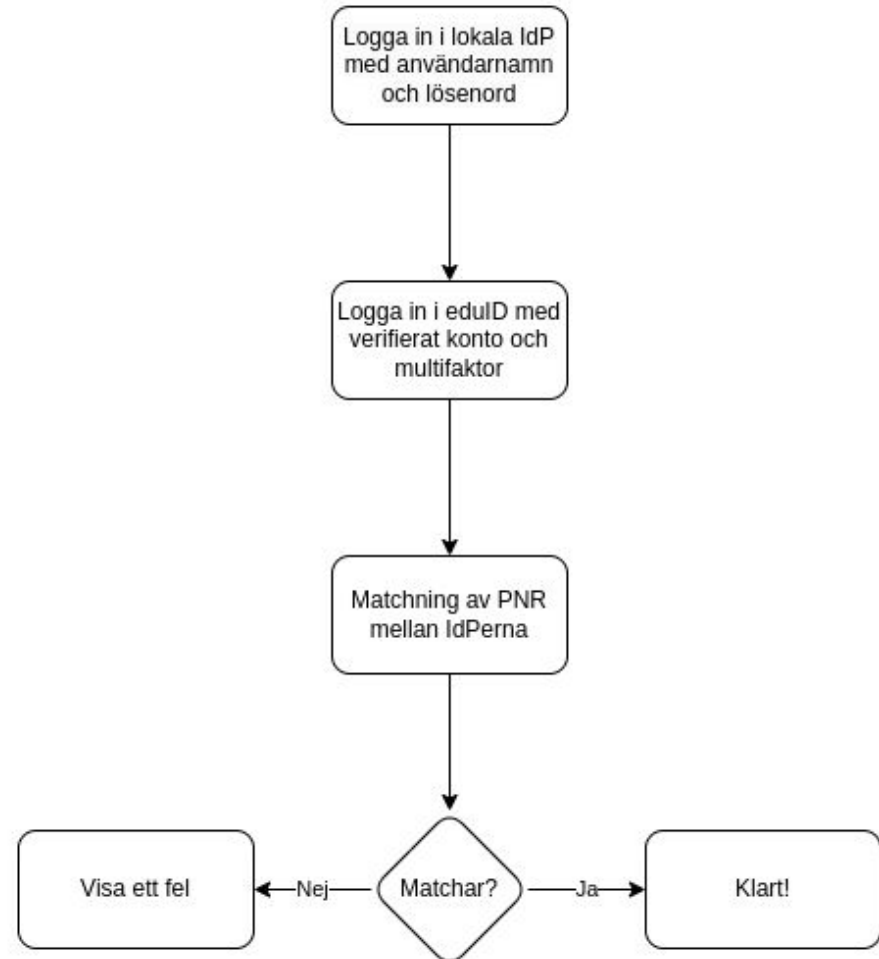 Logga in i lokala IdP
med användarnamn
och lösenord
Logga in i eduID med
verifierat konto och
multifaktor
Matchning av PNR
mellan IdPerna
Visa ett fel
Nej
Matchar?
Ja
Klart!